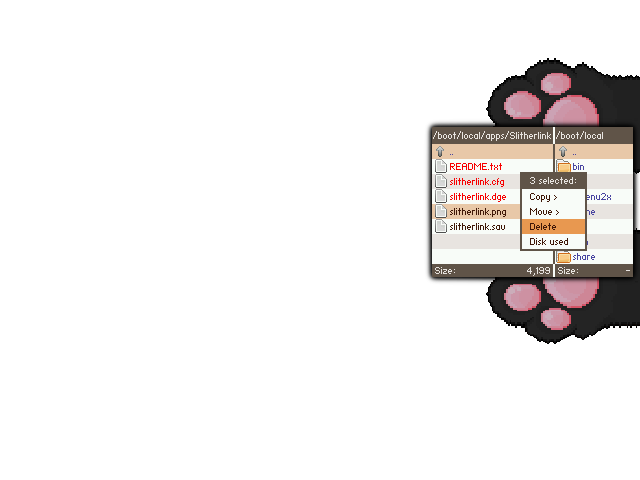 /boot/local/apps/Slitherlink
/boot/local
..
..
README.txt
bin
slitherlink.cfg
3 selected:
slitherlink.dge
Copy >
enu2x
slitherlink.png
Move >
slitherlink.sav
Delete
Disk used
share
Size: 4,199
Size: -